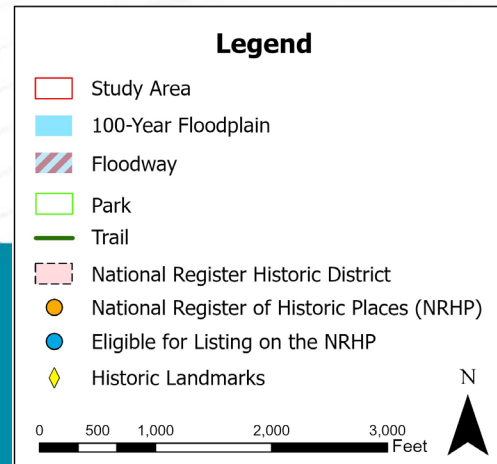 Legend
Study Area
100-Year Floodplain
Floodway
Park
Trail
National Register Historic District
National Register of Historic Places (NRHP)
Eligible for Listing on the NRHP
Historic Landmarks
N
0 500 1,000 2,000 3,000
Feet